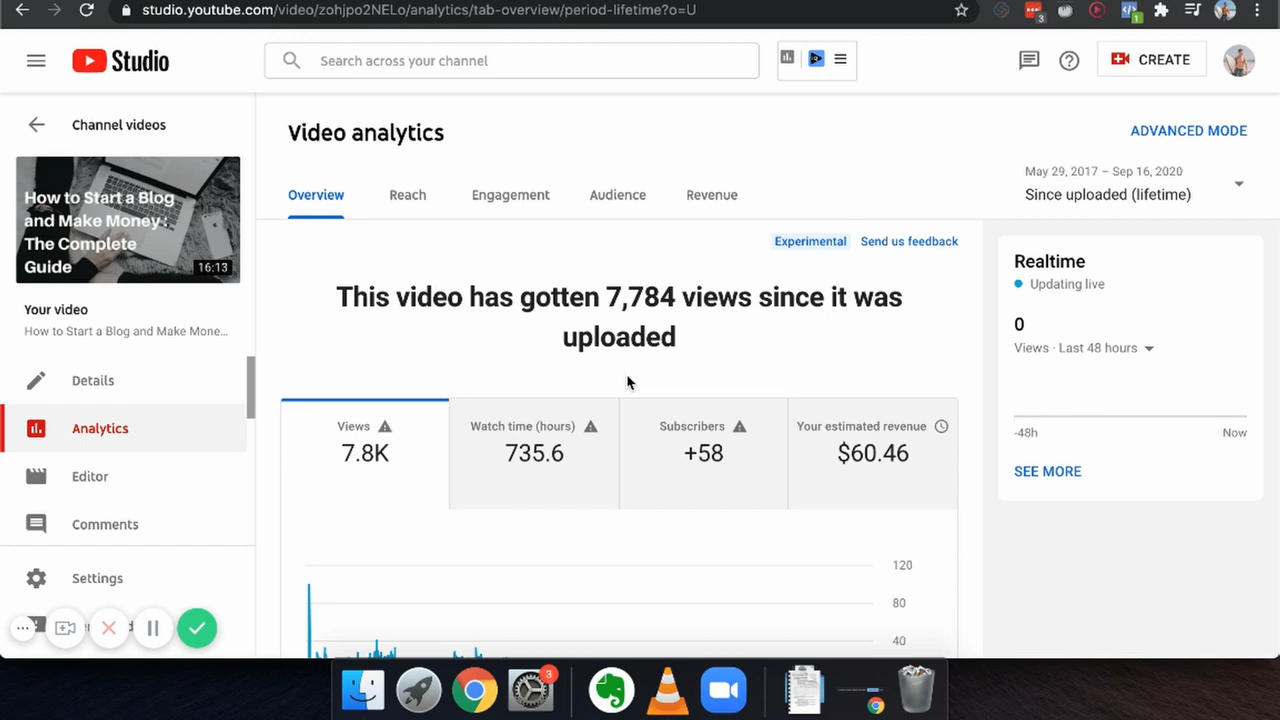 studio.youtube.com/video/zohjpo2NELo/analytics/tab-overview/period-lifetime?o=U
3
1
Studio
Search across your channel
CREATE
Channel videos
How to Start a Blog
and Make Money :
The Complete
Guide
16:13
Your video
How to Start a Blog and Make Mone...
Details
Analytics
Editor
Comments
Settings
Video analytics
ADVANCED MODE
Overview
Reach
Engagement
Audience
Revenue
May 29, 2017 – Sep 16, 2020
Since uploaded (lifetime)
Experimental
Send us feedback
This video has gotten 7,784 views since it was
uploaded
Views
7.8K
Watch time (hours)
735.6
Subscribers
+58
Your estimated revenue
$60.46
120
80
40
Realtime
Updating live
0
Views · Last 48 hours
-48h
Now
SEE MORE
3